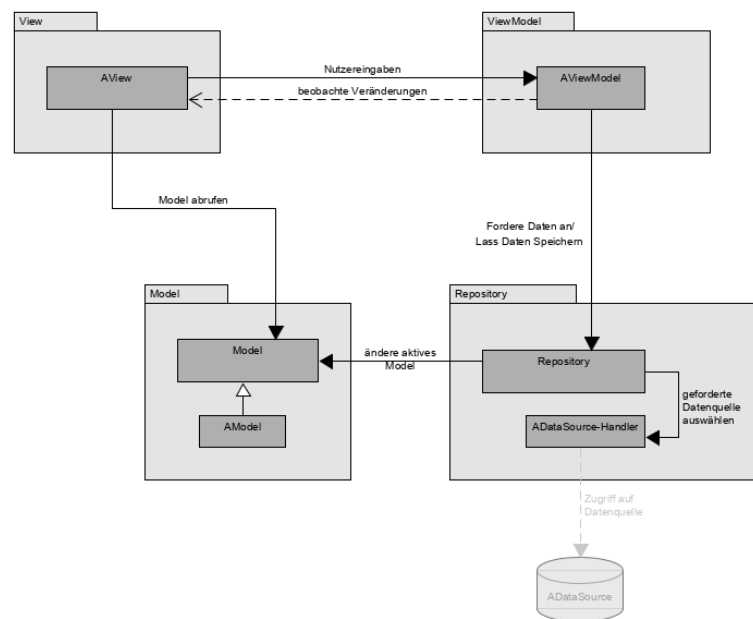 View
ViewModel
AView
Nutzereingaben
AViewModel
beobachte Veränderungen
Model abrufen
Fordere Daten an/
Lass Daten Speichern
Model
Repository
Model
ändere aktives
Model
Repository
geforderte
Datenquelle
auswählen
AModel
ADataSource-Handler
Zugriff auf
Datenquelle
ADataSource